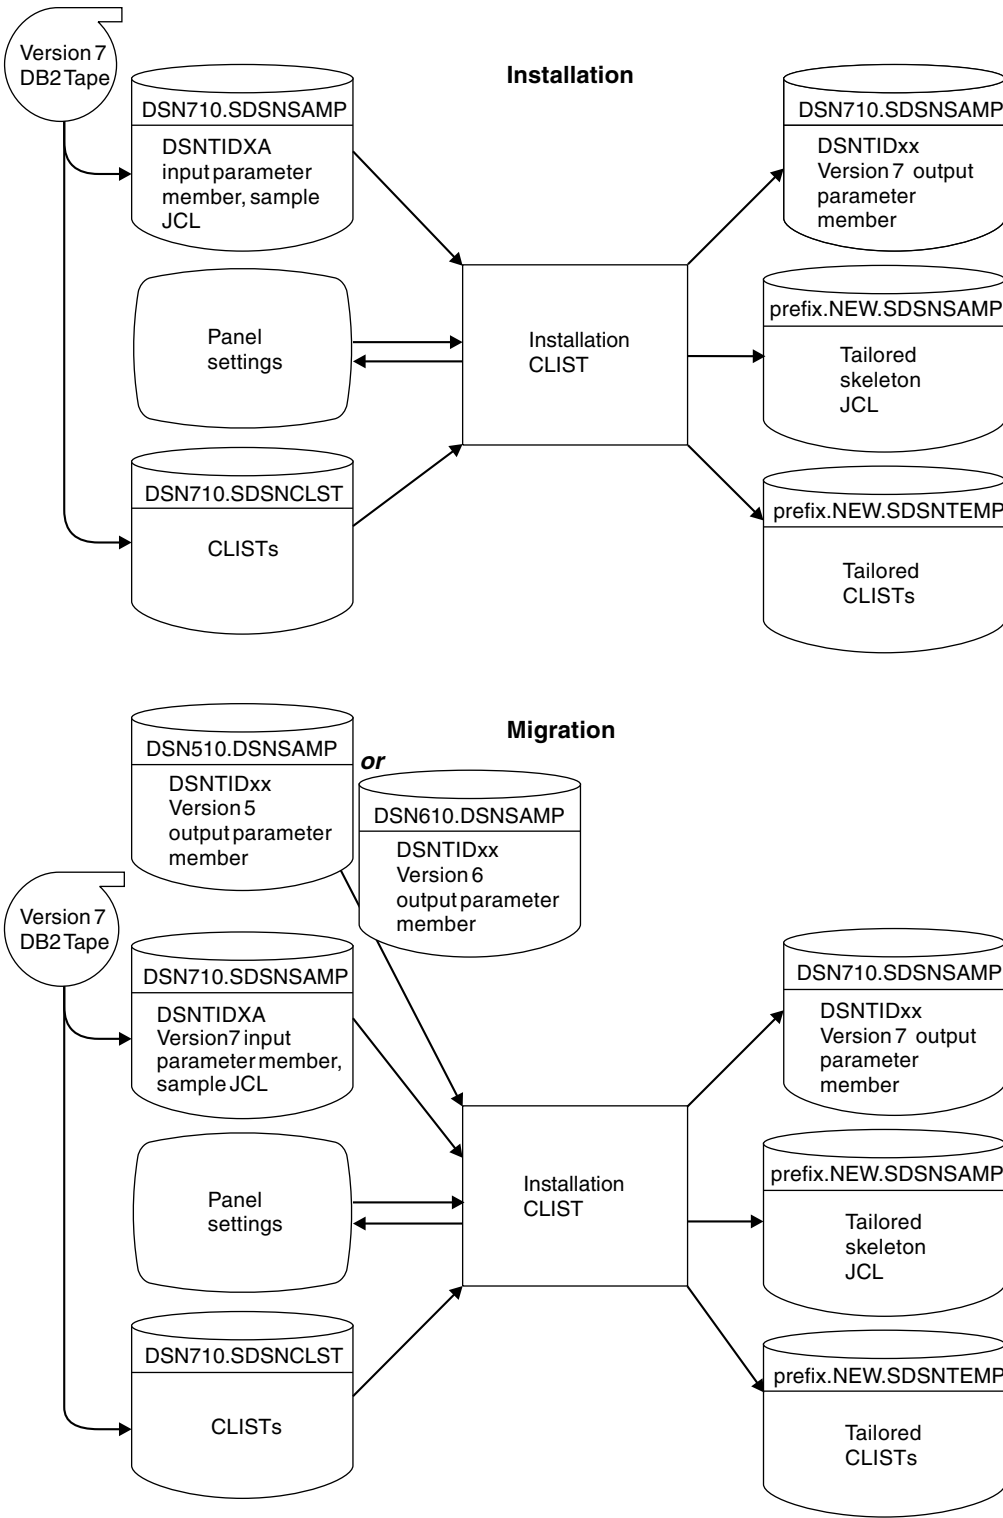 Version 7
DB2 Tape
Installation
DSN710.SDSNSAMP
DSNTIDXA
input parameter
member, sample
JCL
DSN710.SDSNSAMP
DSNTIDxx
Version 7 output
parameter
member
Panel
settings
Installation
CLIST
prefix.NEW.SDSNSAMP
Tailored
skeleton
JCL
DSN710.SDSNCLST
CLISTs
prefix.NEW.SDSNTEMP
Tailored
CLISTs
Migration
DSN510.DSNSAMP
DSNTIDxx
Version 5
output parameter
member
or
DSN610.DSNSAMP
DSNTIDxx
Version 6
output parameter
member
Version 7
DB2 Tape
DSN710.SDSNSAMP
DSNTIDXA
Version7 input
parameter member,
sample JCL
DSN710.SDSNSAMP
DSNTIDxx
Version 7 output
parameter
member
Panel
settings
Installation
CLIST
prefix.NEW.SDSNSAMP
Tailored
skeleton
JCL
DSN710.SDSNCLST
CLISTs
prefix.NEW.SDSNTEMP
Tailored
CLISTs